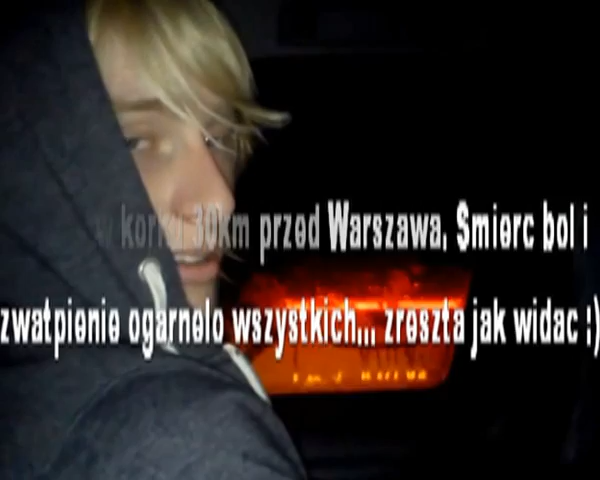 w korku 30km przed Warszawa. Smierc bol i
zwatpienie ogarnelo wszystkich... zreszta jak widac :)